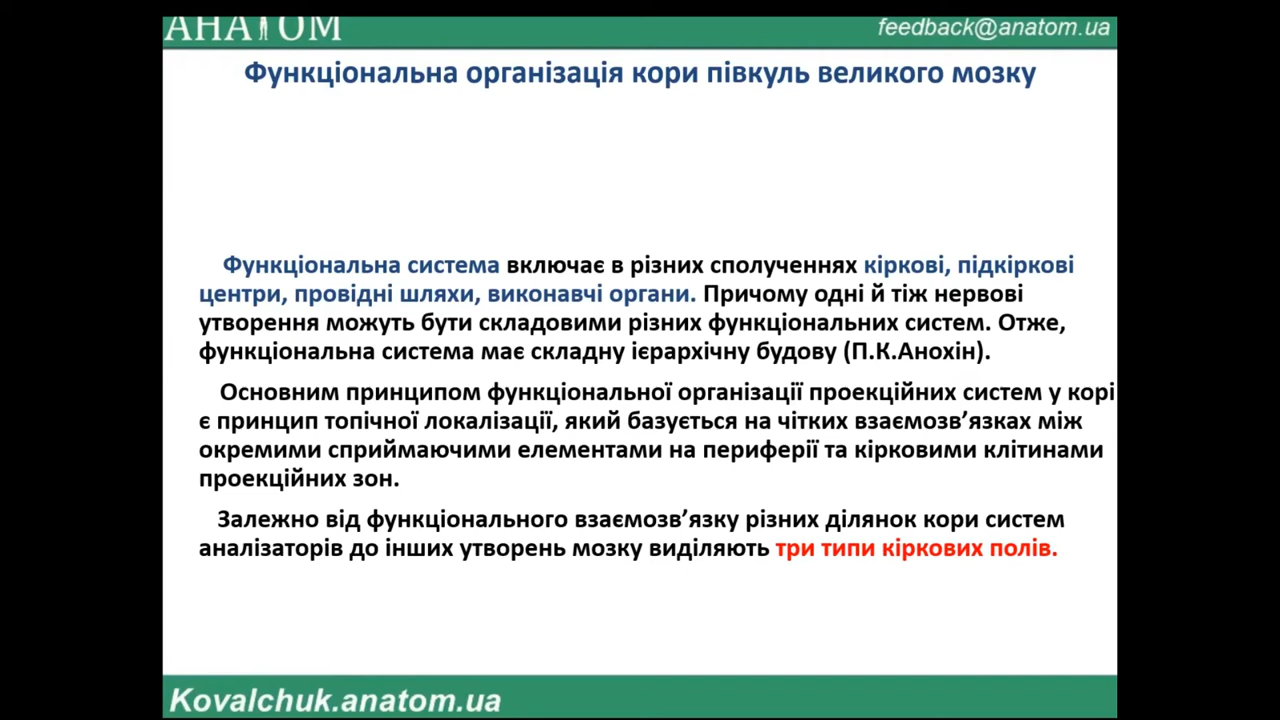 АНАТОМ
feedback@anatom.ua
Функціональна організація кори півкуль великого мозку
Функціональна система включає в різних сполученнях кіркові, підкіркові
центри, провідні шляхи, виконавчі органи. Причому одні й тіж нервові
утворення можуть бути складовими різних функціональних систем. Отже,
функціональна система має складну ієрархічну будову (П.К.Анохін).
Основним принципом функціональної організації проекційних систем у корі
є принцип топічної локалізації, який базується на чітких взаємозв’язках між
окремими сприймаючими елементами на периферії та кірковими клітинами
проекційних зон.
Залежно від функціонального взаємозв’язку різних ділянок кори систем
аналізаторів до інших утворень мозку виділяють три типи кіркових полів.
Kovalchuk.anatom.ua